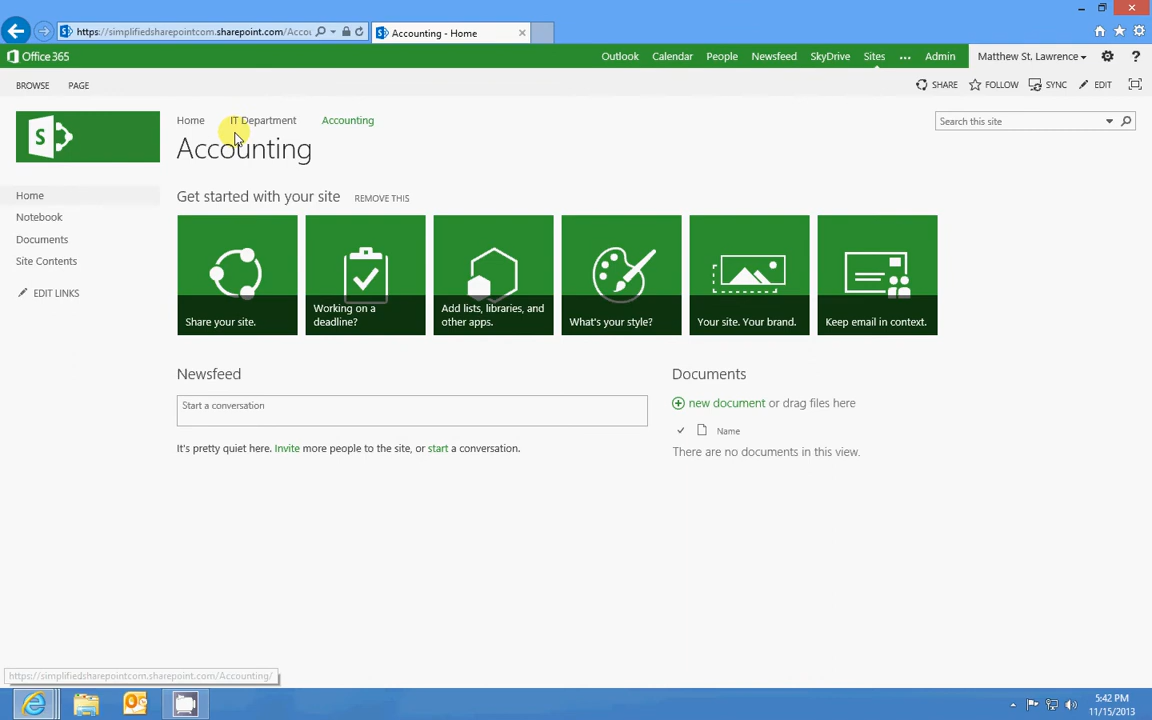 https://simplifiedsharepointcom.sharepoint.com/Accou
Accounting - Home
Office 365
Outlook Calendar People Newsfeed SkyDrive Sites ... Admin Matthew St. Lawrence ?
BROWSE PAGE
SHARE FOLLOW SYNC EDIT
S
Home IT Department Accounting
Search this site
Accounting
Home
Notebook
Documents
Site Contents
EDIT LINKS
Get started with your site REMOVE THIS
Share your site.
Working on a
deadline?
Add lists, libraries, and
other apps.
What's your style?
Your site. Your brand.
Keep email in context.
Newsfeed
Start a conversation
It's pretty quiet here. Invite more people to the site, or start a conversation.
Documents
new document or drag files here
Name
There are no documents in this view.
https://simplifiedsharepointcom.sharepoint.com/Accounting/
5:42 PM
11/15/2013